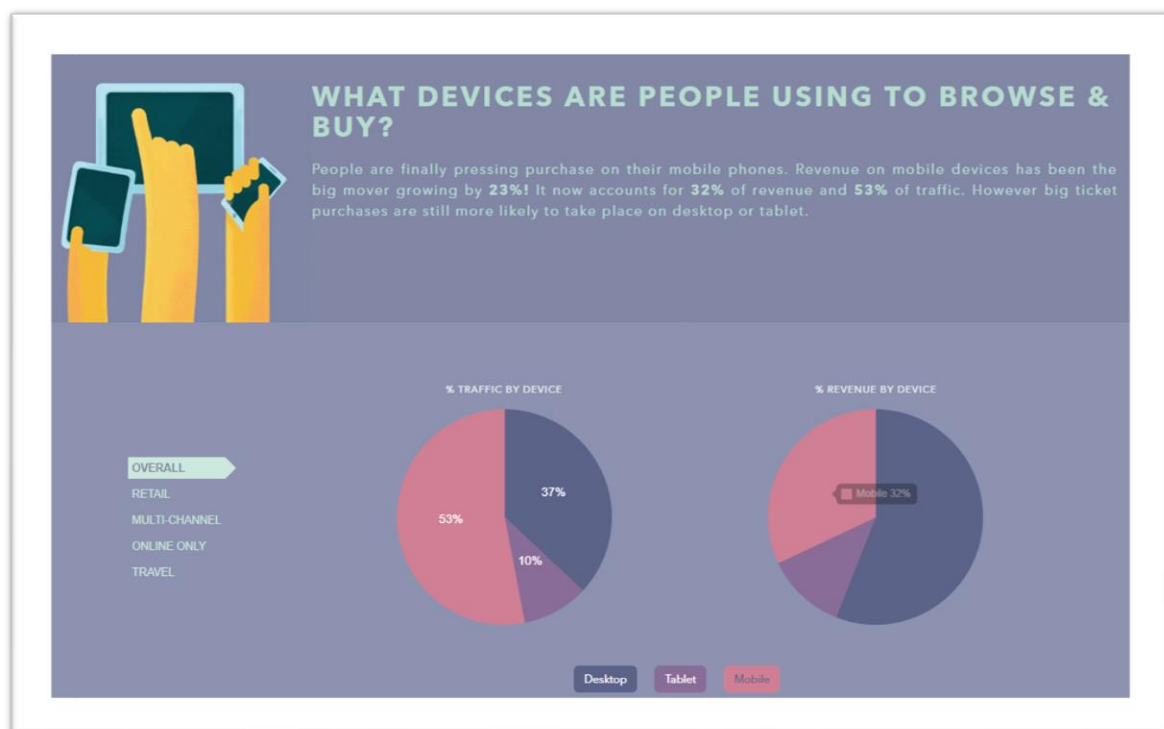 WHAT DEVICES ARE PEOPLE USING TO BROWSE &
BUY?
People are finally pressing purchase on their mobile phones. Revenue on mobile devices has been the
big mover growing by 23%! It now accounts for 32% of revenue and 53% of traffic. However big ticket
purchases are still more likely to take place on desktop or tablet.
OVERALL
RETAIL
MULTI-CHANNEL
ONLINE ONLY
TRAVEL
% TRAFFIC BY DEVICE
37%
53%
10%
% REVENUE BY DEVICE
Mobile 32%
Desktop
Tablet
Mobile